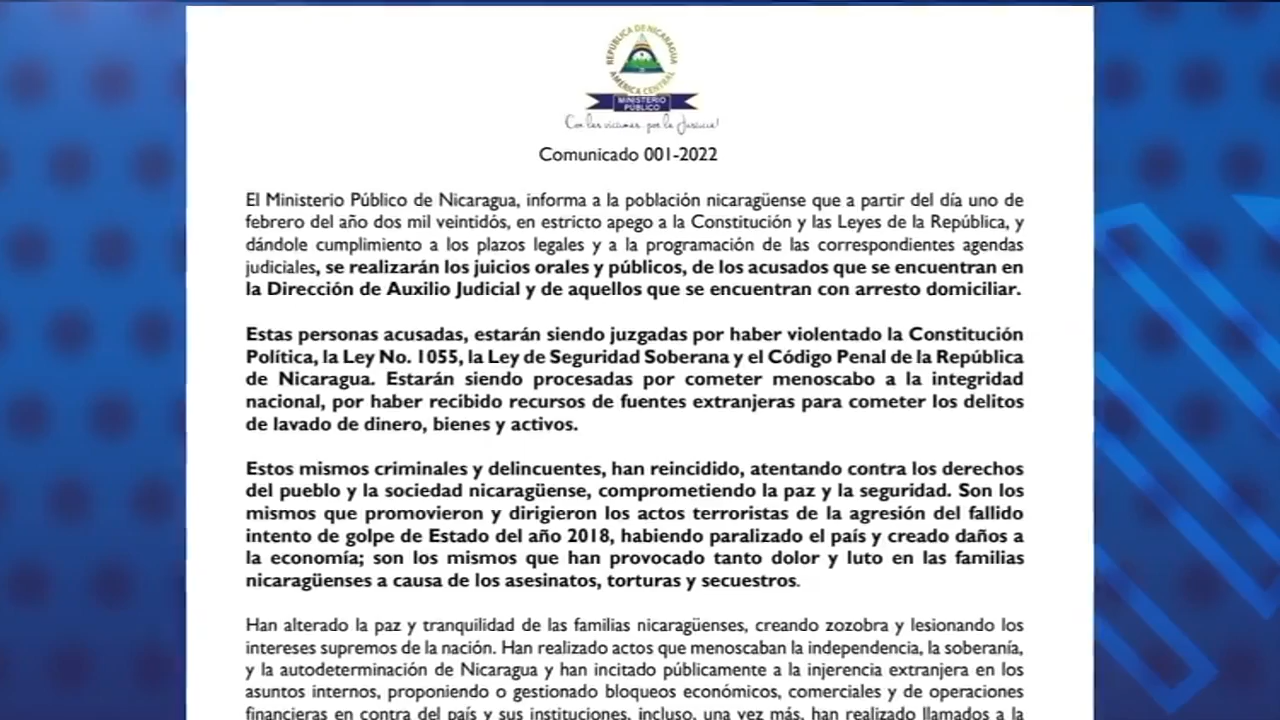 REPÚBLICA DE NICARAGUA
AMÉRICA CENTRAL
MINISTERIO
PÚBLICO
Con las víctimas, por la Justicia!
Comunicado 001-2022
El Ministerio Público de Nicaragua, informa a la población nicaragüense que a partir del día uno de
febrero del año dos mil veintidós, en estricto apego a la Constitución y las Leyes de la República, y
dándole cumplimiento a los plazos legales y a la programación de las correspondientes agendas
judiciales, se realizarán los juicios orales y públicos, de los acusados que se encuentran en
la Dirección de Auxilio Judicial y de aquellos que se encuentran con arresto domiciliar.
Estas personas acusadas, estarán siendo juzgadas por haber violentado la Constitución
Política, la Ley No. 1055, la Ley de Seguridad Soberana y el Código Penal de la República
de Nicaragua. Estarán siendo procesadas por cometer menoscabo a la integridad
nacional, por haber recibido recursos de fuentes extranjeras para cometer los delitos
de lavado de dinero, bienes y activos.
Estos mismos criminales y delincuentes, han reincidido, atentando contra los derechos
del pueblo y la sociedad nicaragüense, comprometiendo la paz y la seguridad. Son los
mismos que promovieron y dirigieron los actos terroristas de la agresión del fallido
intento de golpe de Estado del año 2018, habiendo paralizado el país y creado daños a
la economía; son los mismos que han provocado tanto dolor y luto en las familias
nicaragüenses a causa de los asesinatos, torturas y secuestros.
Han alterado la paz y tranquilidad de las familias nicaragüenses, creando zozobra y lesionando los
intereses supremos de la nación. Han realizado actos que menoscaban la independencia, la soberanía,
y la autodeterminación de Nicaragua y han incitado públicamente a la injerencia extranjera en los
asuntos internos, proponiendo o gestionado bloqueos económicos, comerciales y de operaciones
financieras en contra del país y sus instituciones, incluso, una vez más, han realizado llamados a la